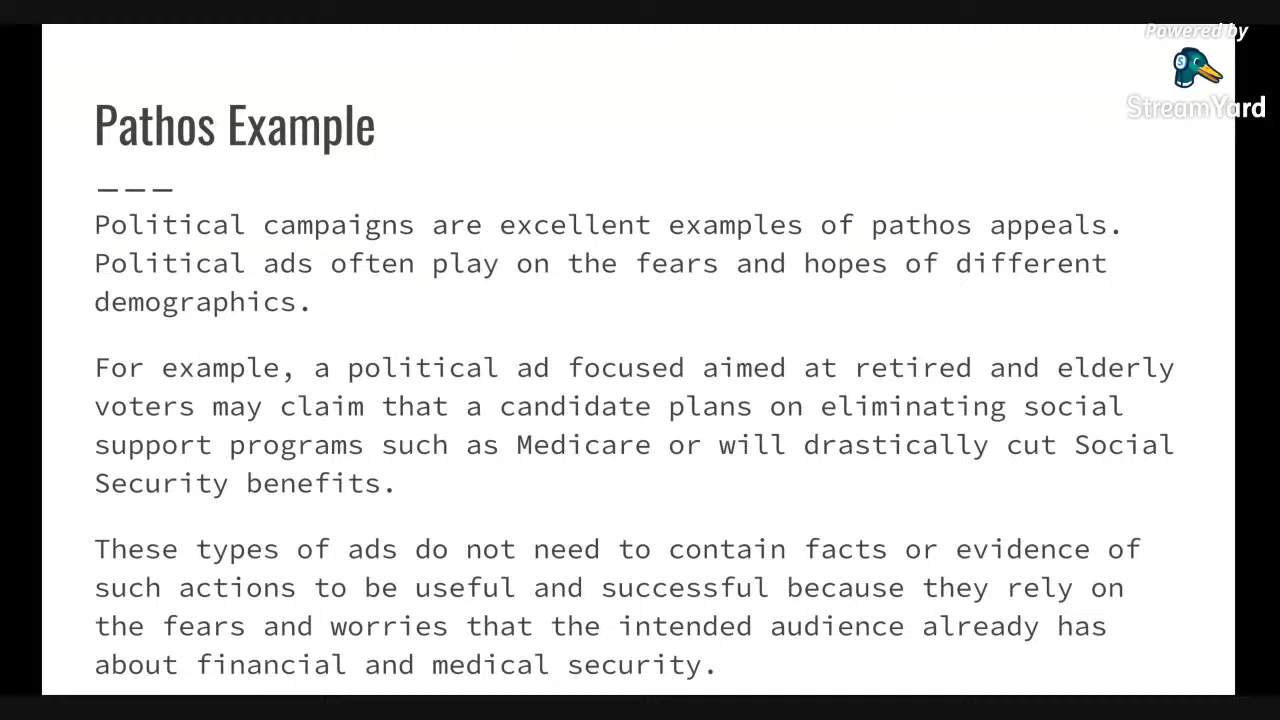 Powered by
StreamYard
Pathos Example
Political campaigns are excellent examples of pathos appeals.
Political ads often play on the fears and hopes of different
demographics.
For example, a political ad focused aimed at retired and elderly
voters may claim that a candidate plans on eliminating social
support programs such as Medicare or will drastically cut Social
Security benefits.
These types of ads do not need to contain facts or evidence of
such actions to be useful and successful because they rely on
the fears and worries that the intended audience already has
about financial and medical security.